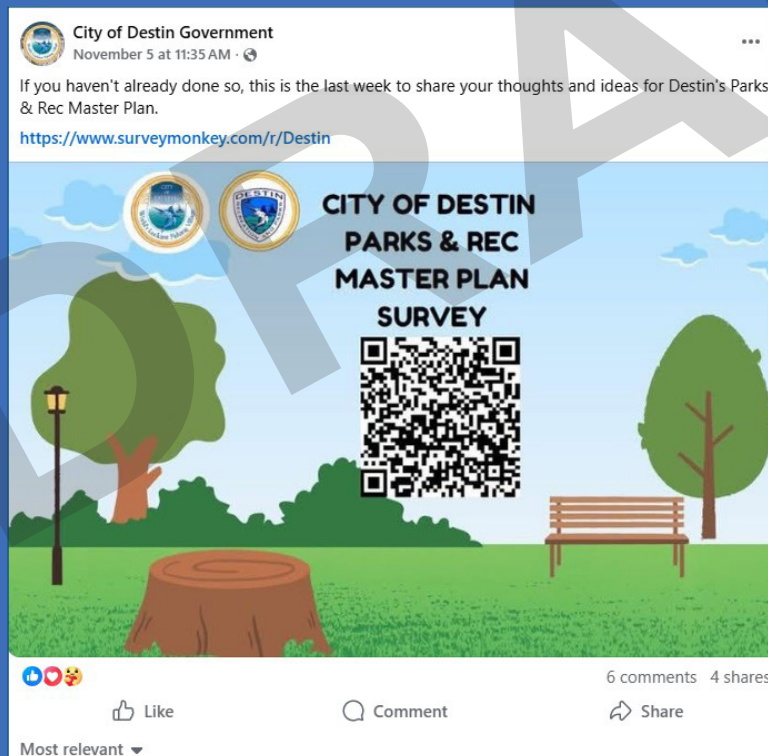 City of Destin Government
November 5 at 11:35 AM ·
If you haven't already done so, this is the last week to share your thoughts and ideas for Destin's Parks
& Rec Master Plan.
https://www.surveymonkey.com/r/Destin
CITY OF DESTIN
PARKS & REC
MASTER PLAN
SURVEY
DESTIN
6 comments 4 shares
Like
Comment
Share
Most relevant
DRA